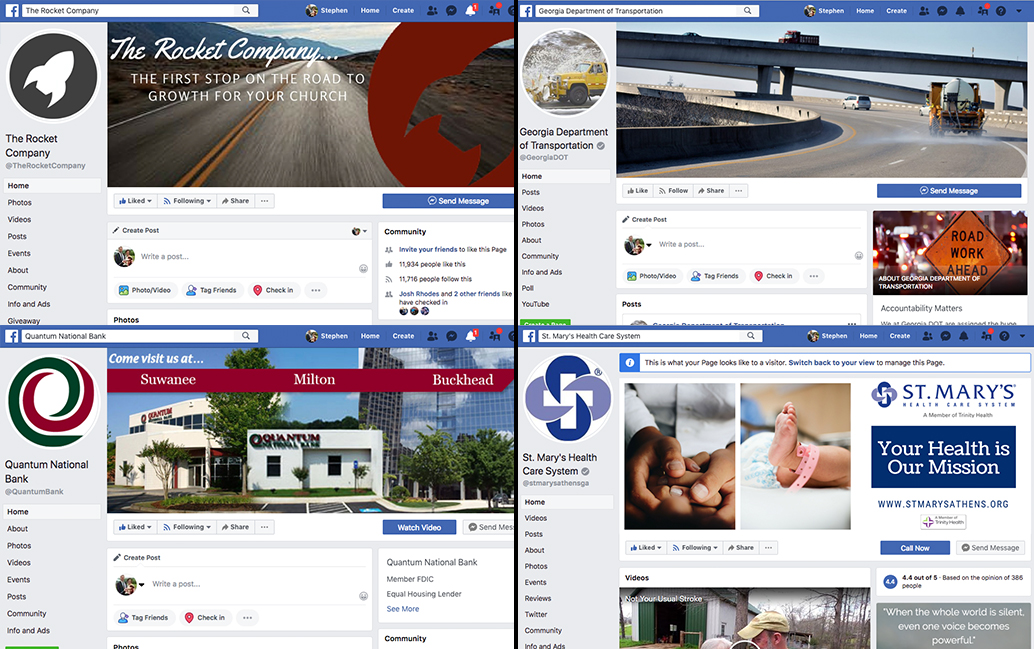 The Rocket Company
Stephen
Home
Create
The Rocket Company...
THE FIRST STOP ON THE ROAD TO
GROWTH FOR YOUR CHURCH
The Rocket
Company
@TheRocketCompany
Home
Photos
Videos
Posts
Events
About
Community
Info and Ads
Giveaway
Liked
Following
Share
Send Message
Create Post
Write a post...
Photo/Video
Tag Friends
Check in
Photos
Community
Invite your friends to like this Page
11,934 people like this
11,716 people follow this
Josh Rhodes and 2 other friends like
have checked in
Georgia Department of Transportation
Stephen
Home
Create
Georgia Department
of Transportation
@GeorgiaDOT
Home
Posts
Videos
Photos
About
Community
Info and Ads
Poll
YouTube
Create a Page
Like
Follow
Share
Send Message
Create Post
Write a post...
Photo/Video
Tag Friends
Check in
Posts
Georgia Department of Transportation
ROAD
WORK
AHEAD
ABOUT GEORGIA DEPARTMENT OF
TRANSPORTATION
Accountability Matters
We at Georgia DOT are assigned the huge
Quantum National Bank
Stephen
Home
Create
Come visit us at...
Suwanee
Milton
Buckhead
QUANTUM
NATIONAL BANK
QUANTUM
NATIONAL BANK
Quantum National
Bank
@QuantumBank
Home
About
Photos
Videos
Events
Posts
Community
Info and Ads
Liked
Following
Share
Watch Video
Send Mes
Create Post
Write a post...
Tag Friends
Check in
Photos
Quantum National Bank
Member FDIC
Equal Housing Lender
See More
Community
St. Mary's Health Care System
Stephen
Home
Create
This is what your Page looks like to a visitor. Switch back to your view to manage this Page.
ST. MARY'S
HEALTH CARE SYSTEM
A Member of Trinity Health
Your Health is
Our Mission
WWW.STMARYSATHENS.ORG
A Member of
Trinity Health
St. Mary's Health
Care System
@stmarysathensga
Home
Videos
Posts
About
Photos
Events
Reviews
Twitter
Community
Info and Ads
Liked
Following
Share
Call Now
Send Message
Videos
Not Your Usual Stroke
4.4
4.4 out of 5 · Based on the opinion of 386
people
"When the whole world is silent,
even one voice becomes
powerful."